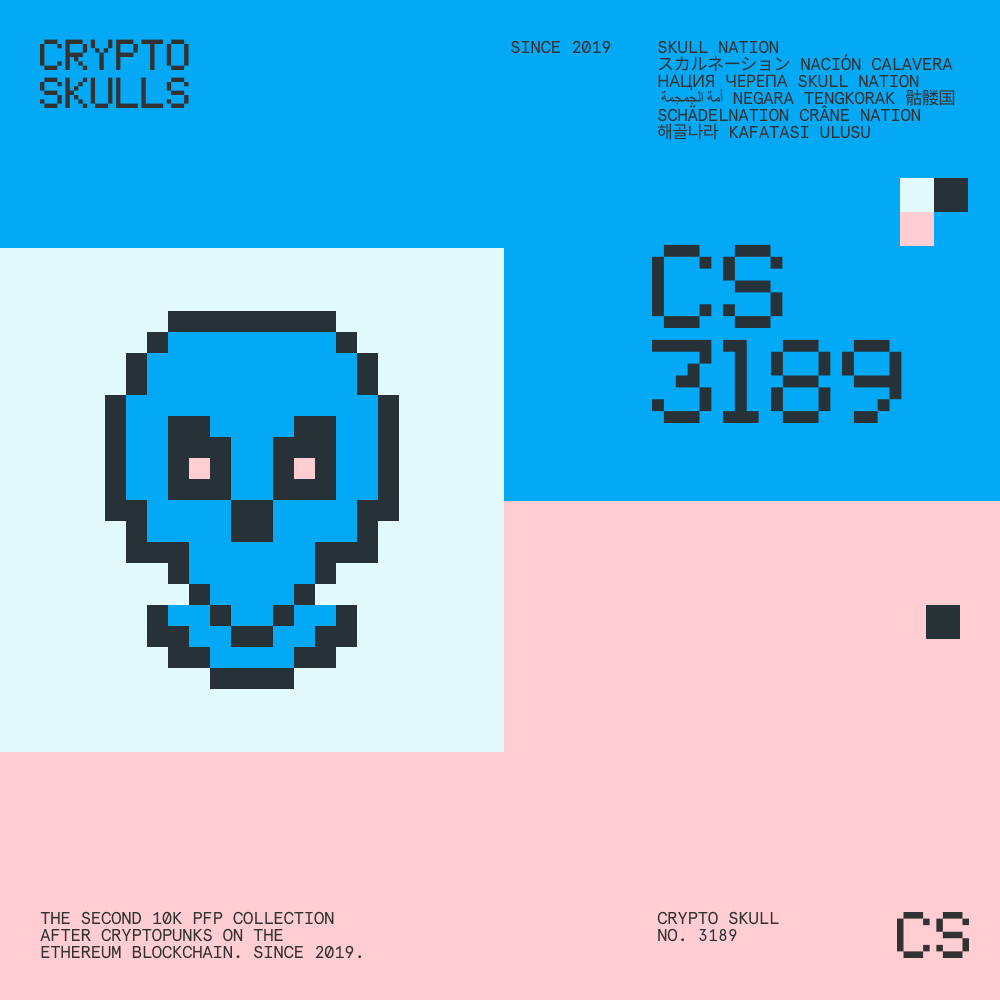 CRYPTO
SKULLS
SINCE 2019
SKULL NATION
スカルネーション NACIÓN CALAVERA
НАЦИЯ ЧЕРЕПА SKULL NATION
أمة الجمجمة NEGARA TENGKORAK 骷髅国
SCHÄDELNATION CRÂNE NATION
해골나라 KAFATASI ULUSU
CS
3189
THE SECOND 10K PFP COLLECTION
AFTER CRYPTOPUNKS ON THE
ETHEREUM BLOCKCHAIN. SINCE 2019.
CRYPTO SKULL
NO. 3189
CS